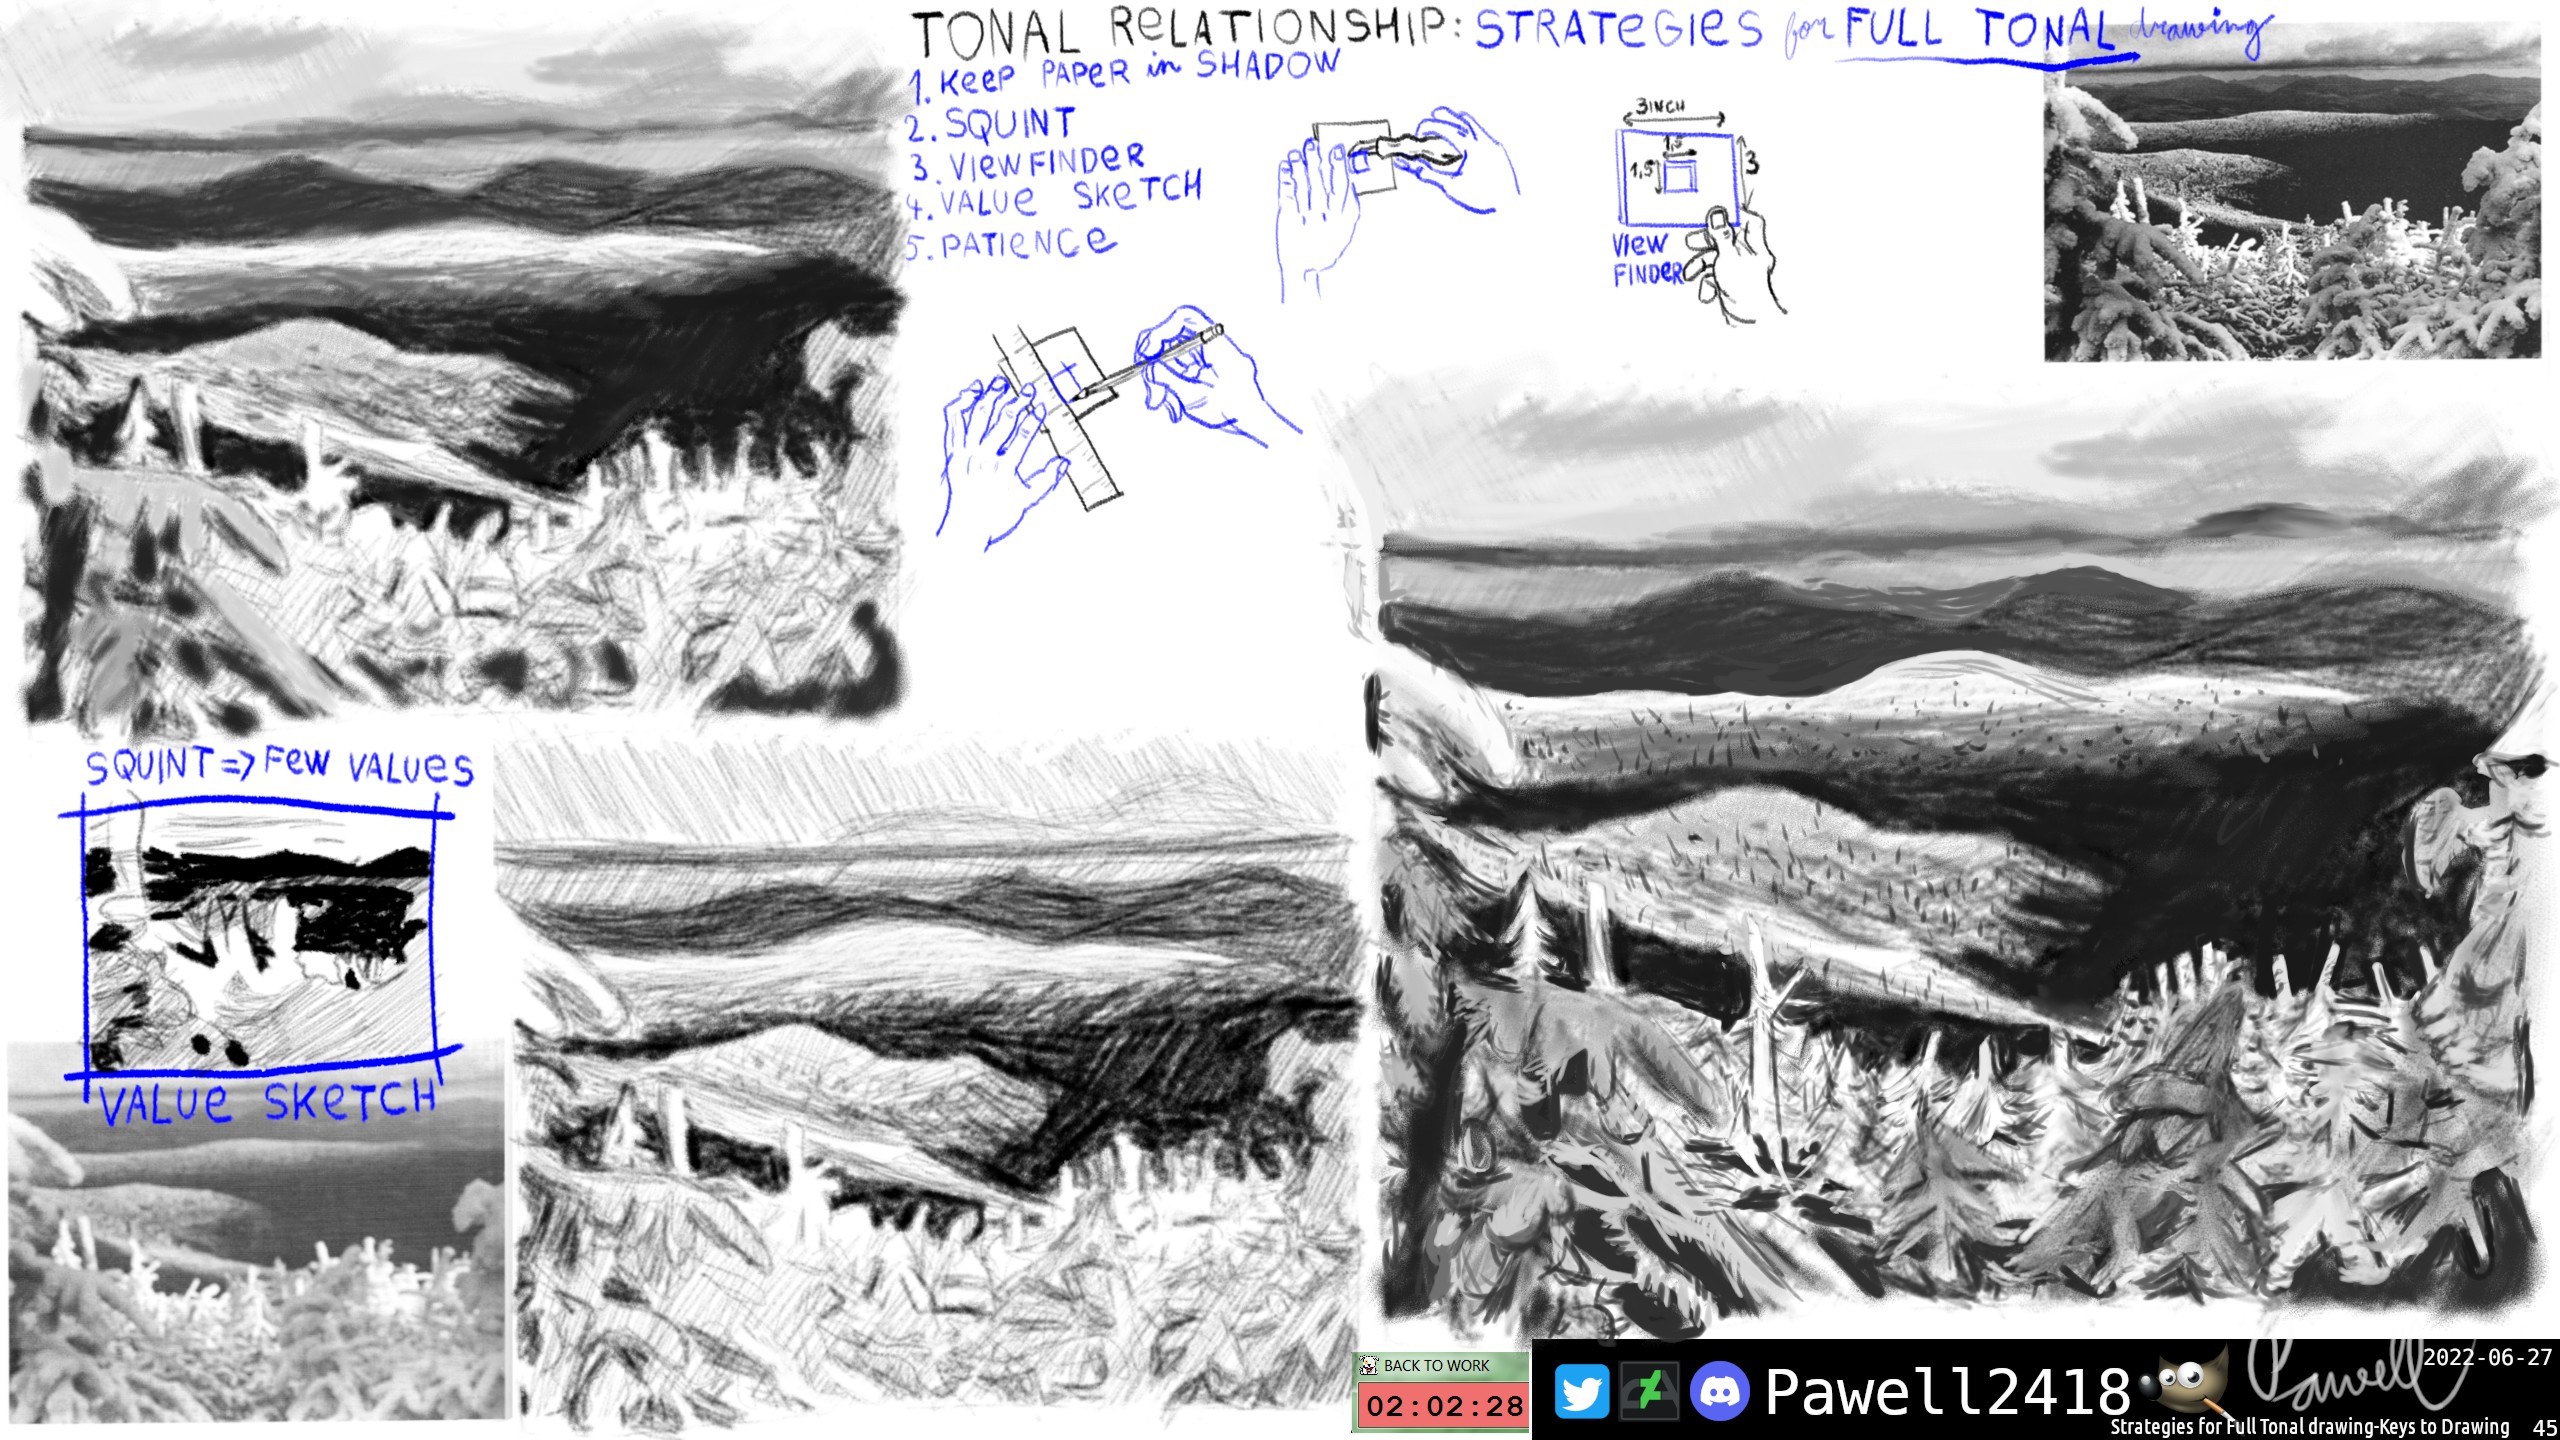 TONAL RELATIONSHIP: STRATEGIES for FULL TONAL drawing
1. KEEP PAPER in SHADOW
2. SQUINT
3. VIEWFINDER
4. VALUE SKETCH
5. PATIENCE
3INCH
1,5
1,5
3
VIEW
FINDER
SQUINT => FEW VALUES
VALUE SKETCH
BACK TO WORK
02:02:28
Pawell2418
Pawell
2022-06-27
Strategies for Full Tonal drawing-Keys to Drawing 45